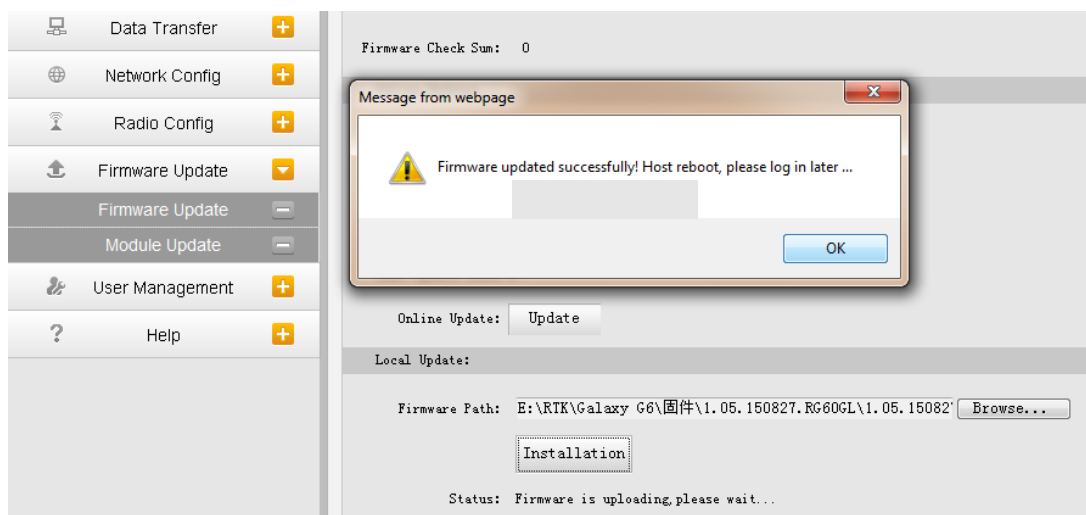 Data Transfer
Network Config
Radio Config
Firmware Update
Firmware Update
Module Update
User Management
Help
Firmware Check Sum: 0
Message from webpage
Firmware updated successfully! Host reboot, please log in later ...
OK
Online Update: Update
Local Update:
Firmware Path: E:\RTK\Galaxy G6\固件\1.05.150827.RG60GL\1.05.15082 Browse...
Installation
Status: Firmware is uploading,please wait...